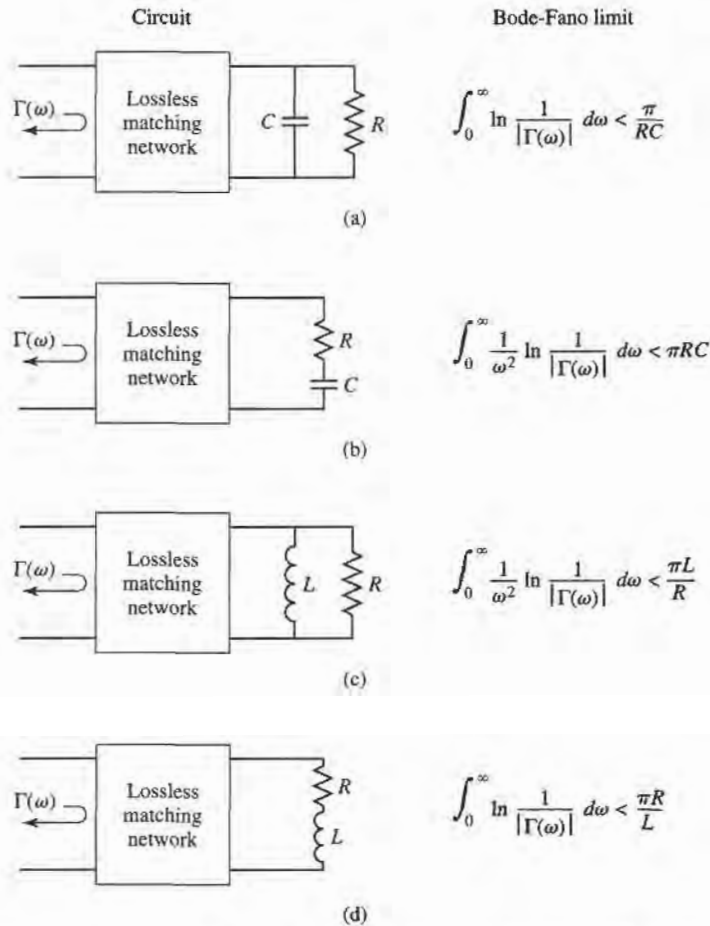 Circuit Bode-Fano limit
Γ(ω)
Lossless
matching
network
C
R
∫₀^∞ ln 1/|Γ(ω)| dω < π/RC
(a)
Γ(ω)
Lossless
matching
network
R
C
∫₀^∞ 1/ω² ln 1/|Γ(ω)| dω < πRC
(b)
Γ(ω)
Lossless
matching
network
L
R
∫₀^∞ 1/ω² ln 1/|Γ(ω)| dω < πL/R
(c)
Γ(ω)
Lossless
matching
network
R
L
∫₀^∞ ln 1/|Γ(ω)| dω < πR/L
(d)